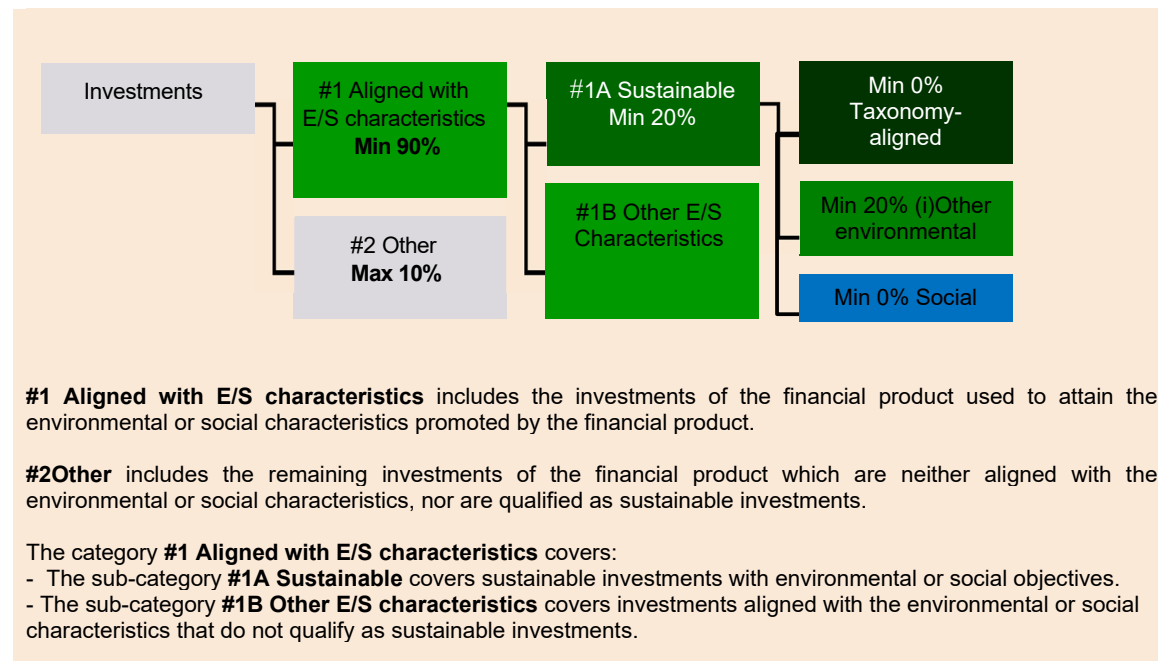 Investments
#1 Aligned with
E/S characteristics
Min 90%
#2 Other
Max 10%
#1A Sustainable
Min 20%
#1B Other E/S
Characteristics
Min 0%
Taxonomy-
aligned
Min 20% (i)Other
environmental
Min 0% Social
#1 Aligned with E/S characteristics includes the investments of the financial product used to attain the
environmental or social characteristics promoted by the financial product.
#2Other includes the remaining investments of the financial product which are neither aligned with the
environmental or social characteristics, nor are qualified as sustainable investments.
The category #1 Aligned with E/S characteristics covers:
- The sub-category #1A Sustainable covers sustainable investments with environmental or social objectives.
- The sub-category #1B Other E/S characteristics covers investments aligned with the environmental or social
characteristics that do not qualify as sustainable investments.